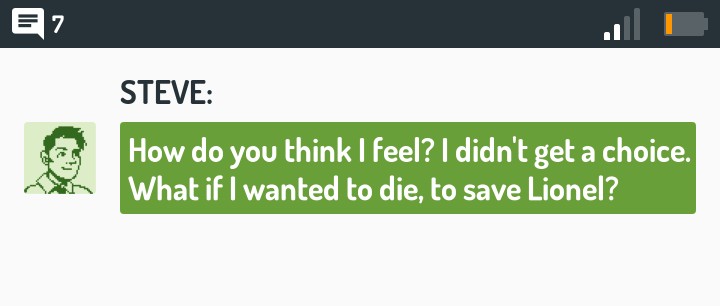 7
STEVE:
How do you think I feel? I didn't get a choice.
What if I wanted to die, to save Lionel?